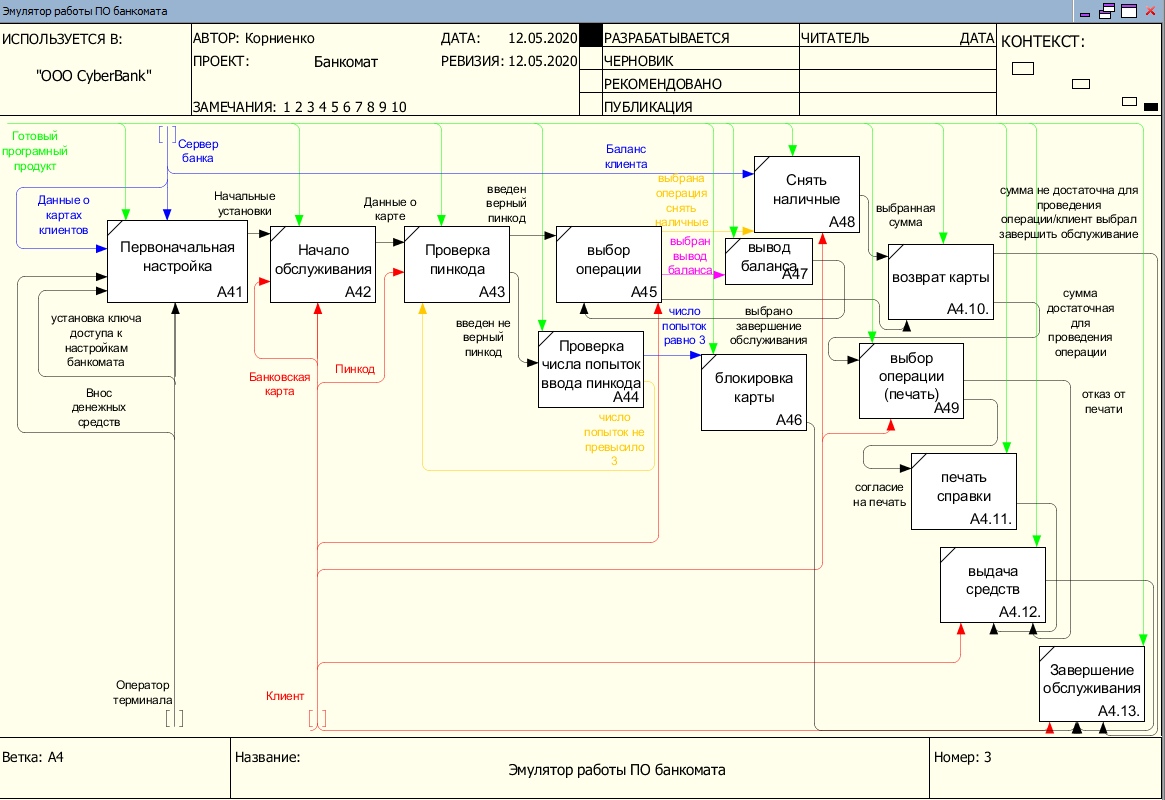 Эмулятор работы ПО банкомата
ИСПОЛЬЗУЕТСЯ В:
"ООО CyberBank"
АВТОР: Корниенко
ДАТА: 12.05.2020
ПРОЕКТ: Банкомат
РЕВИЗИЯ: 12.05.2020
ЗАМЕЧАНИЯ: 1 2 3 4 5 6 7 8 9 10
РАЗРАБАТЫВАЕТСЯ
ЧЕРНОВИК
РЕКОМЕНДОВАНО
ПУБЛИКАЦИЯ
ЧИТАТЕЛЬ ДАТА
КОНТЕКСТ:
Готовый
програмный
продукт
Сервер
банка
Данные о
картах
клиентов
Начальные
установки
Данные о
карте
введен
верный
пинкод
Баланс
клиента
выбрана
операция
снять
наличные
выбран
вывод
баланса
Снять
наличные
A48
выбранная
сумма
сумма не достаточна для
проведения
операции/клиент выбрал
завершить обслуживание
Первоначальная
настройка
A41
Начало
обслуживания
A42
Проверка
пинкода
A43
выбор
операции
A45
вывод
баланса
A47
возврат карты
A4.10.
установка ключа
доступа к
настройкам
банкомата
Внос
денежных
средств
Банковская
карта
Пинкод
введен не
верный
пинкод
Проверка
числа попыток
ввода пинкода
A44
число
попыток
равно 3
выбрано
завершение
обслуживания
сумма
достаточная
для
проведения
операции
блокировка
карты
A46
выбор
операции
(печать)
A49
отказ от
печати
число
попыток не
превысило
3
согласие
на печать
печать
справки
A4.11.
выдача
средств
A4.12.
Завершение
обслуживания
A4.13.
Оператор
терминала
Клиент
Ветка: A4
Название:
Эмулятор работы ПО банкомата
Номер: 3